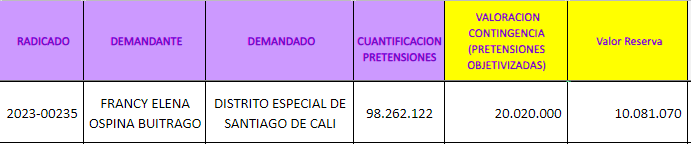 RADICADO
DEMANDANTE
DEMANDADO
CUANTIFICACION
PRETENSIONES
VALORACION
CONTINGENCIA
(PRETENSIONES
OBJETIVIZADAS)
Valor Reserva
2023-00235
FRANCY ELENA
OSPINA BUITRAGO
DISTRITO ESPECIAL DE
SANTIAGO DE CALI
98.262.122
20.020.000
10.081.070